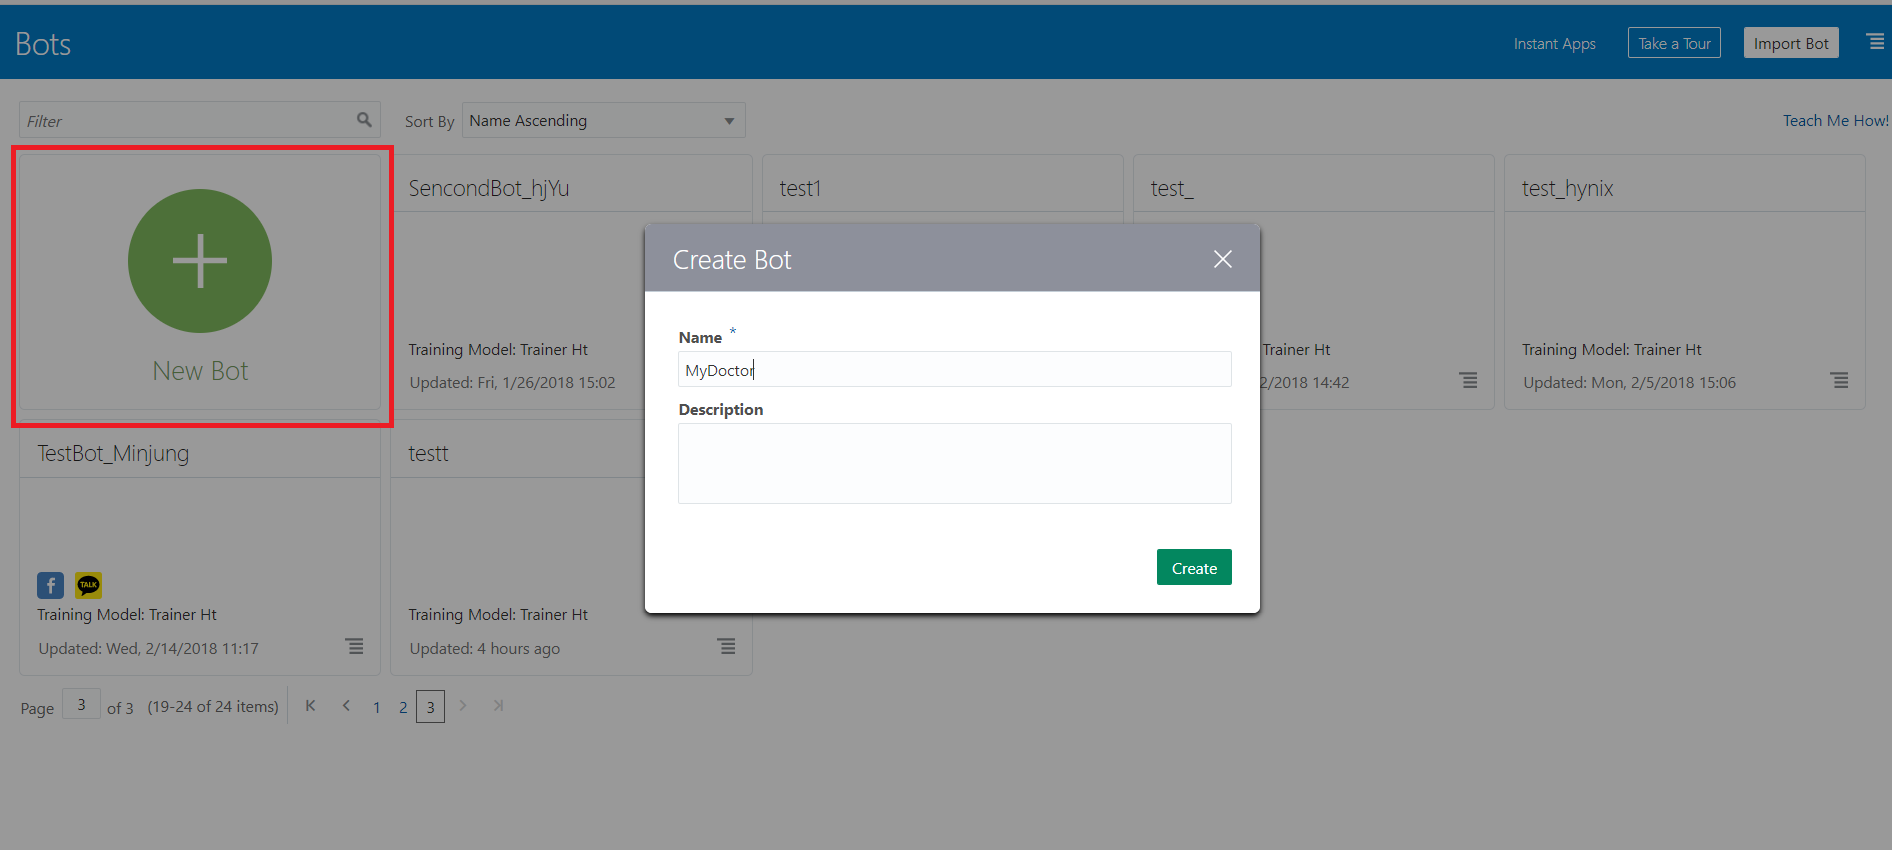 Bots
Instant Apps
Take a Tour
Import Bot
Filter
Sort By
Name Ascending
Teach Me How!
New Bot
SencondBot_hjYu
Training Model: Trainer Ht
Updated: Fri, 1/26/2018 15:02
test1
test_
Trainer Ht
2/2018 14:42
test_hynix
Training Model: Trainer Ht
Updated: Mon, 2/5/2018 15:06
Create Bot
Name *
MyDoctor
Description
Create
TestBot_Minjung
TALK
Training Model: Trainer Ht
Updated: Wed, 2/14/2018 11:17
testt
Training Model: Trainer Ht
Updated: 4 hours ago
Page 3 of 3 (19-24 of 24 items) 1 2 3